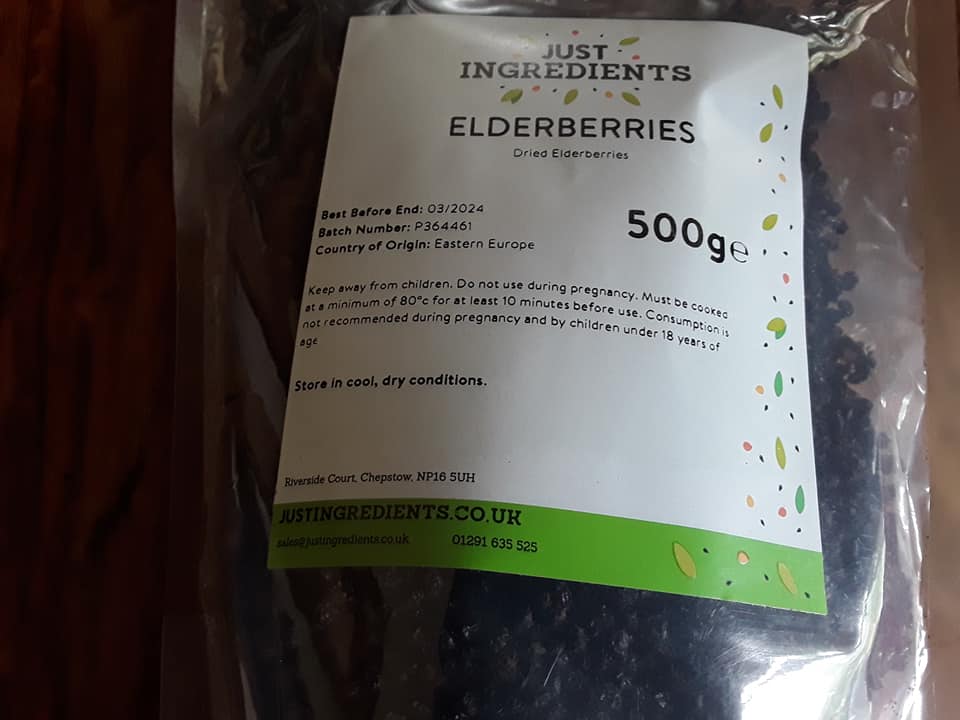 JUST
INGREDIENTS
ELDERBERRIES
Dried Elderberries
Best Before End: 03/2024
Batch Number: P364461
Country of Origin: Eastern Europe
500g℮
Keep away from children. Do not use during pregnancy. Must be cooked
at a minimum of 80°c for at least 10 minutes before use. Consumption is
not recommended during pregnancy and by children under 18 years of
age
Store in cool, dry conditions.
Riverside Court, Chepstow, NP16 5UH
JUSTINGREDIENTS.CO.UK
sales@justingredients.co.uk 01291 635 525